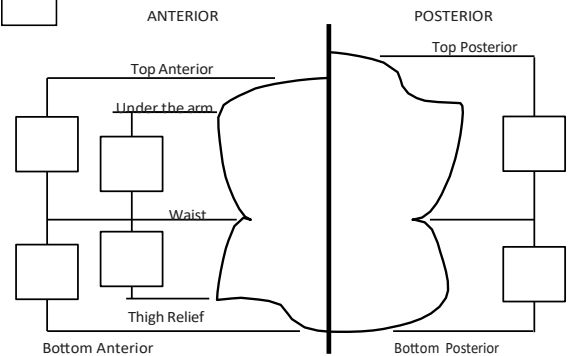 ANTERIOR
POSTERIOR
Top Posterior
Top Anterior
Under the arm
Waist
Thigh Relief
Bottom Anterior
Bottom Posterior